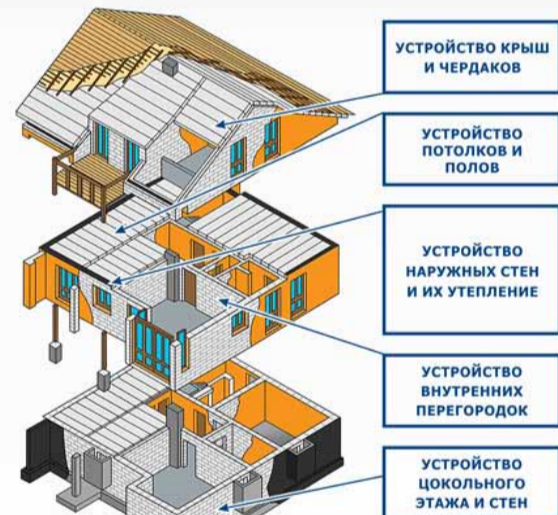 УСТРОЙСТВО КРЫШ
И ЧЕРДАКОВ
УСТРОЙСТВО
ПОТОЛКОВ И
ПОЛОВ
УСТРОЙСТВО
НАРУЖНЫХ СТЕН
И ИХ УТЕПЛЕНИЕ
УСТРОЙСТВО
ВНУТРЕННИХ
ПЕРЕГОРОДОК
УСТРОЙСТВО
ЦОКОЛЬНОГО
ЭТАЖА И СТЕН